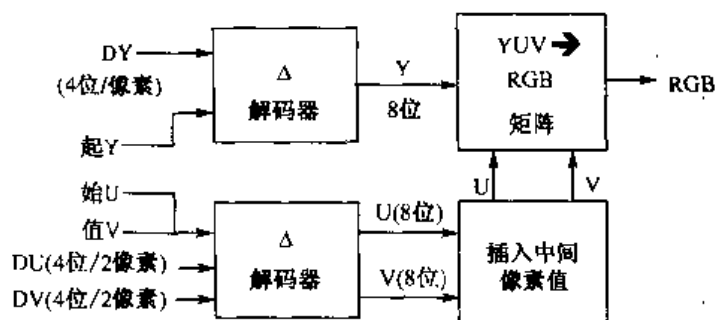 DY
(4位/像素)
起Y
Δ
解码器
Y
8位
YUV→
RGB
矩阵
RGB
始U
值V
DU(4位/2像素)
DV(4位/2像素)
Δ
解码器
U(8位)
V(8位)
U
V
插入中间
像素值